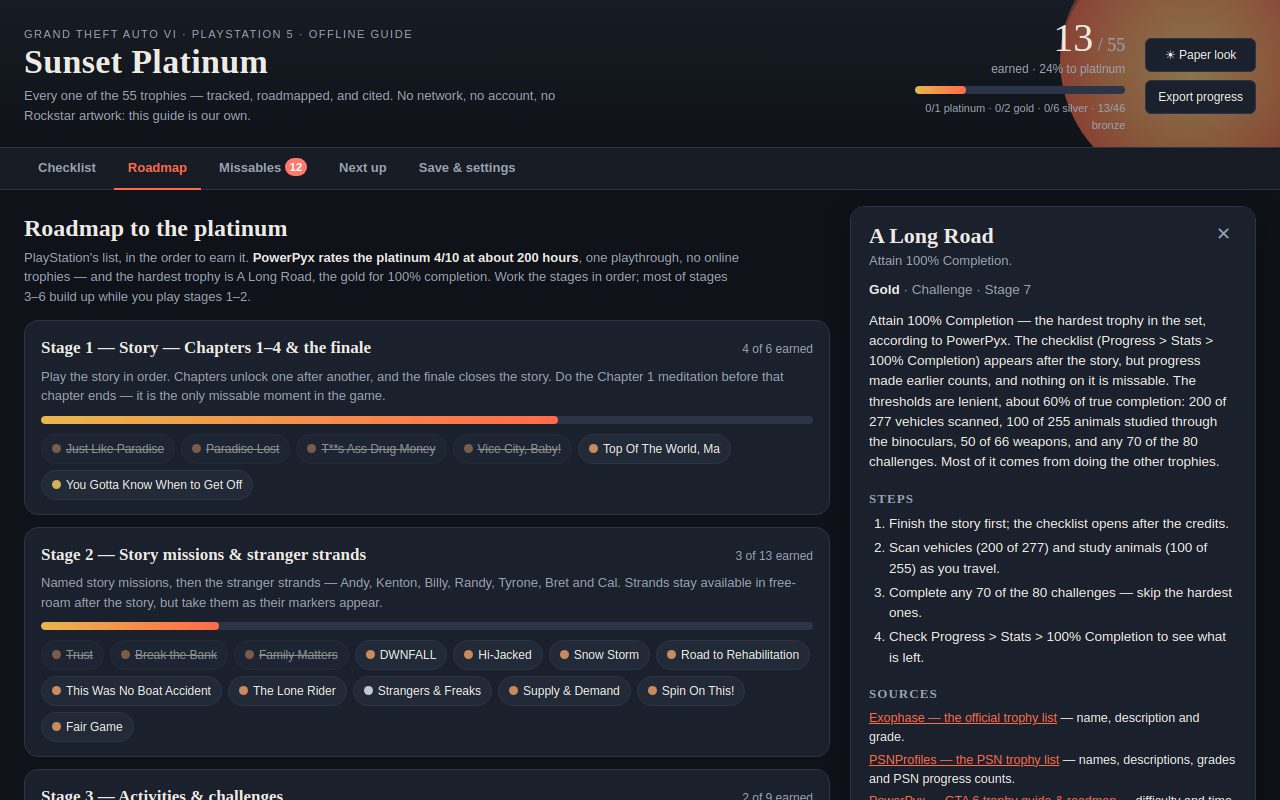 GRAND THEFT AUTO VI · PLAYSTATION 5 · OFFLINE GUIDE
Sunset Platinum
Every one of the 55 trophies — tracked, roadmapped, and cited. No network, no account, no
Rockstar artwork: this guide is our own.
13 / 55
earned · 24% to platinum
0/1 platinum · 0/2 gold · 0/6 silver · 13/46
bronze
☀ Paper look
Export progress
Checklist
Roadmap
Missables 12
Next up
Save & settings
Roadmap to the platinum
PlayStation's list, in the order to earn it. PowerPyx rates the platinum 4/10 at about 200 hours, one playthrough, no online
trophies — and the hardest trophy is A Long Road, the gold for 100% completion. Work the stages in order; most of stages
3–6 build up while you play stages 1–2.
Stage 1 — Story — Chapters 1–4 & the finale
4 of 6 earned
Play the story in order. Chapters unlock one after another, and the finale closes the story. Do the Chapter 1 meditation before that
chapter ends — it is the only missable moment in the game.
Just Like Paradise
Paradise Lost
T**s Ass Drug Money
Vice City, Baby!
Top Of The World, Ma
You Gotta Know When to Get Off
Stage 2 — Story missions & stranger strands
3 of 13 earned
Named story missions, then the stranger strands — Andy, Kenton, Billy, Randy, Tyrone, Bret and Cal. Strands stay available in free-
roam after the story, but take them as their markers appear.
Trust
Break the Bank
Family Matters
DWNFALL
Hi-Jacked
Snow Storm
Road to Rehabilitation
This Was No Boat Accident
The Lone Rider
Strangers & Freaks
Supply & Demand
Spin On This!
Fair Game
Stage 3 — Activities & challenges
2 of 9 earned
A Long Road
✕
Attain 100% Completion.
Gold · Challenge · Stage 7
Attain 100% Completion — the hardest trophy in the set,
according to PowerPyx. The checklist (Progress > Stats >
100% Completion) appears after the story, but progress
made earlier counts, and nothing on it is missable. The
thresholds are lenient, about 60% of true completion: 200 of
277 vehicles scanned, 100 of 255 animals studied through
the binoculars, 50 of 66 weapons, and any 70 of the 80
challenges. Most of it comes from doing the other trophies.
STEPS
1. Finish the story first; the checklist opens after the credits.
2. Scan vehicles (200 of 277) and study animals (100 of
255) as you travel.
3. Complete any 70 of the 80 challenges — skip the hardest
ones.
4. Check Progress > Stats > 100% Completion to see what
is left.
SOURCES
Exophase — the official trophy list — name, description and
grade.
PSNProfiles — the PSN trophy list — names, descriptions, grades
and PSN progress counts.
PowerPyx — GTA 6 trophy guide & roadmap — difficulty and time